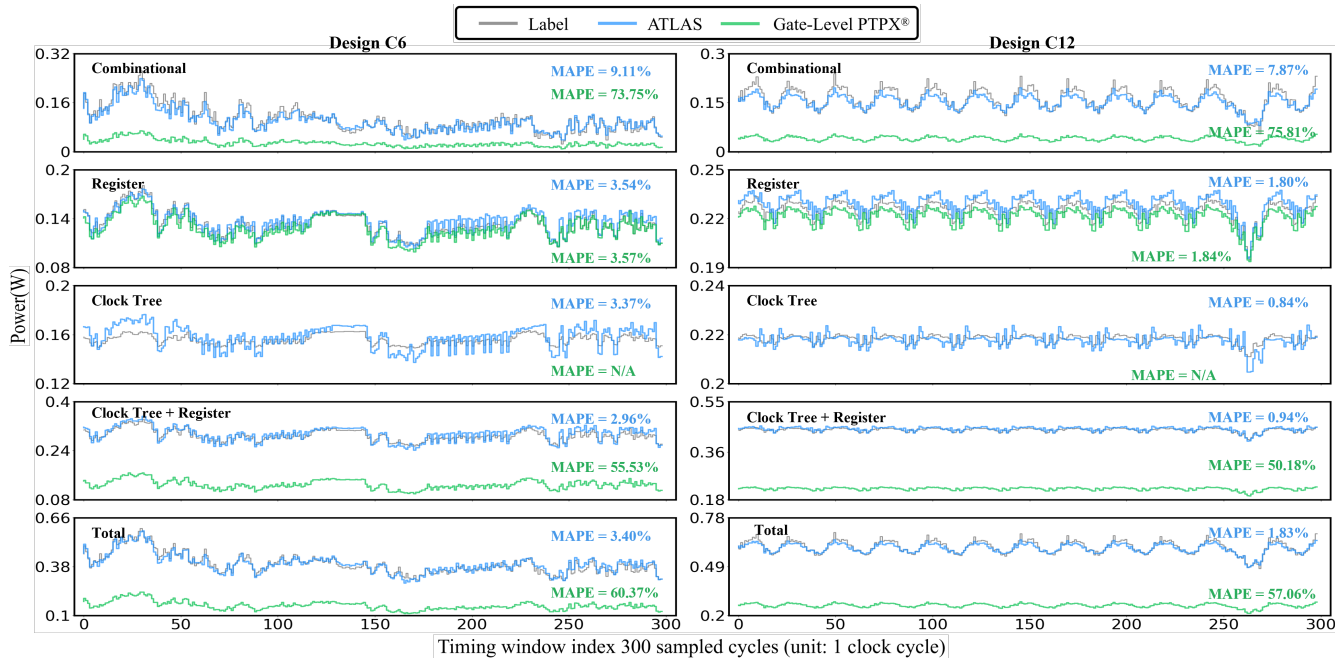 Label ATLAS Gate-Level PTPX®
Design C6
Design C12
Power(W)
0.32
0.16
0
Combinational
MAPE = 9.11%
MAPE = 73.75%
0.3
0.15
0
Combinational
MAPE = 7.87%
MAPE = 75.81%
0.2
0.14
0.08
Register
MAPE = 3.54%
MAPE = 3.57%
0.25
0.22
0.19
Register
MAPE = 1.80%
MAPE = 1.84%
0.2
0.16
0.12
Clock Tree
MAPE = 3.37%
MAPE = N/A
0.24
0.22
0.2
Clock Tree
MAPE = 0.84%
MAPE = N/A
0.4
0.24
0.08
Clock Tree + Register
MAPE = 2.96%
MAPE = 55.53%
0.55
0.36
0.18
Clock Tree + Register
MAPE = 0.94%
MAPE = 50.18%
0.66
0.38
0.1
Total
MAPE = 3.40%
MAPE = 60.37%
0.78
0.49
0.2
Total
MAPE = 1.83%
MAPE = 57.06%
0 50 100 150 200 250 300
0 50 100 150 200 250 300
Timing window index 300 sampled cycles (unit: 1 clock cycle)